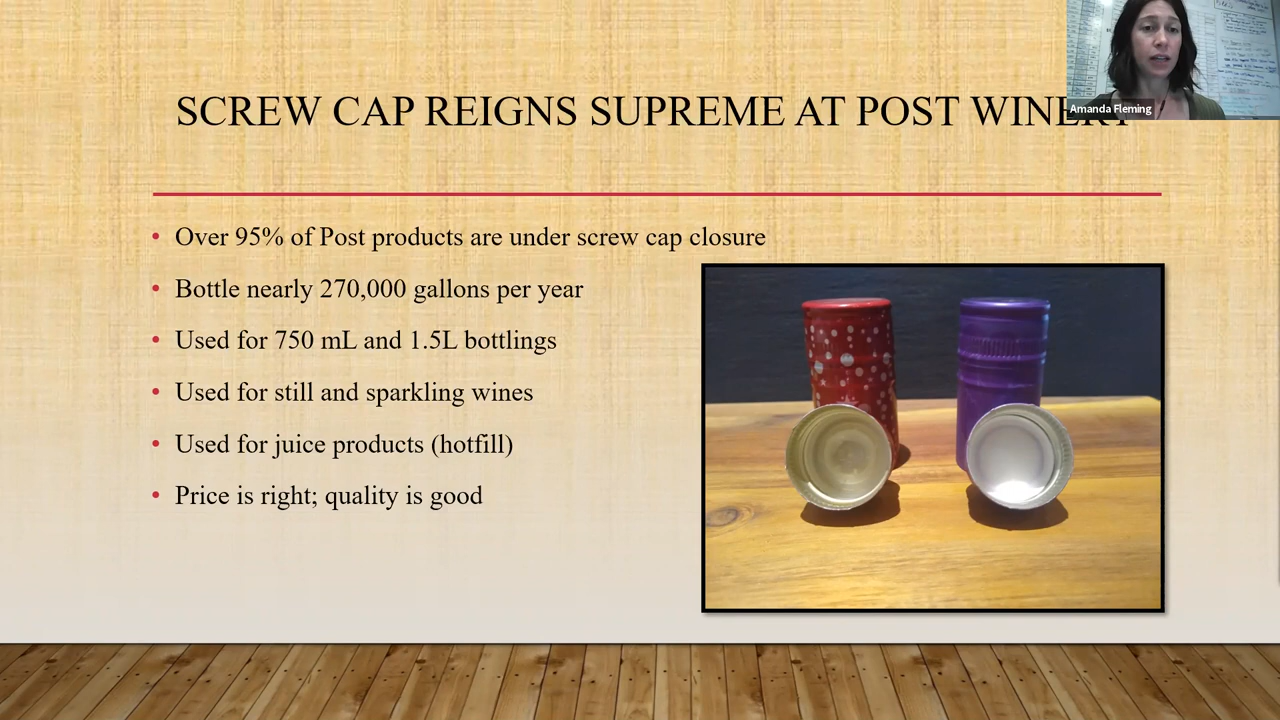 SCREW CAP REIGNS SUPREME AT POST WINERY
Amanda Fleming
Over 95% of Post products are under screw cap closure
Bottle nearly 270,000 gallons per year
Used for 750 mL and 1.5L bottlings
Used for still and sparkling wines
Used for juice products (hotfill)
Price is right; quality is good